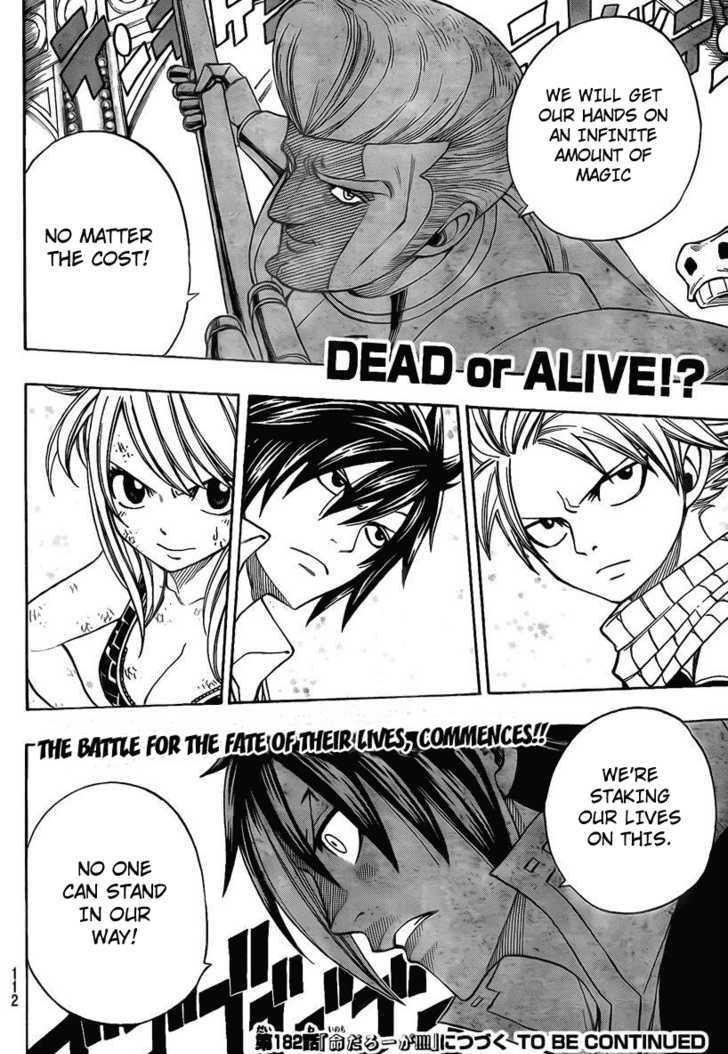 WE WILL GET
OUR HANDS ON
AN INFINITE
AMOUNT OF
MAGIC
NO MATTER
THE COST!
DEAD or ALIVE!?
THE BATTLE FOR THE FATE OF THEIR LIVES, COMMENCES!!
WE'RE
STAKING
OUR LIVES
ON THIS.
NO ONE
CAN STAND
IN OUR
WAY!
112
第182話『命だろーが!!!!』につづく TO BE CONTINUED